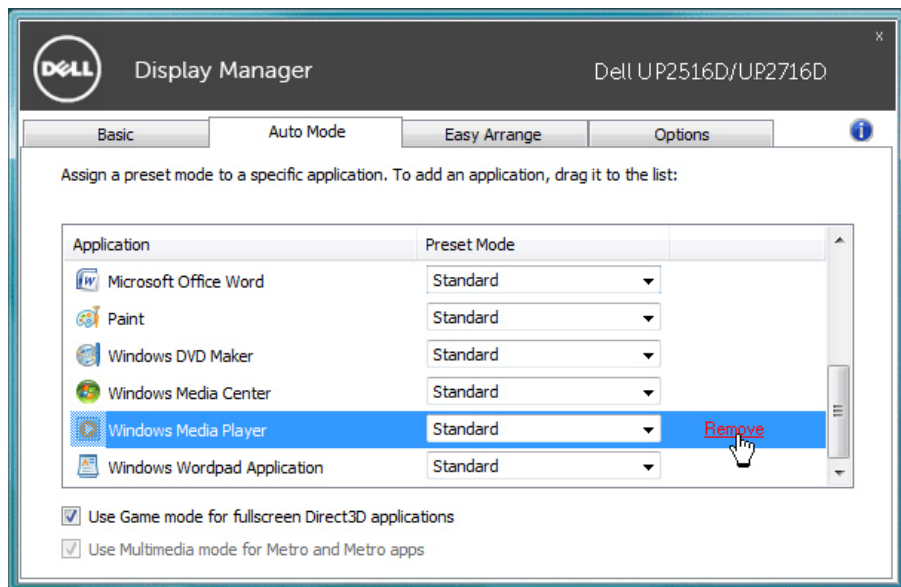 x
DELL Display Manager Dell UP2516D/UP2716D
Basic Auto Mode Easy Arrange Options i
Assign a preset mode to a specific application. To add an application, drag it to the list:
Application Preset Mode
Microsoft Office Word Standard
Paint Standard
Windows DVD Maker Standard
Windows Media Center Standard
Windows Media Player Standard Remove
Windows Wordpad Application Standard
Use Game mode for fullscreen Direct3D applications
Use Multimedia mode for Metro and Metro apps